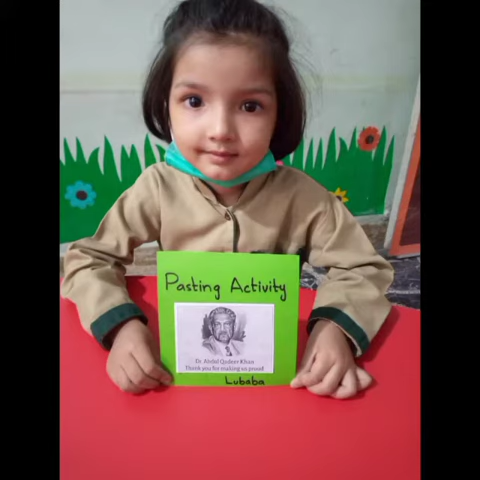 Pasting Activity
Dr. Abdul Qadeer Khan
Thank you for making us proud
Lubaba